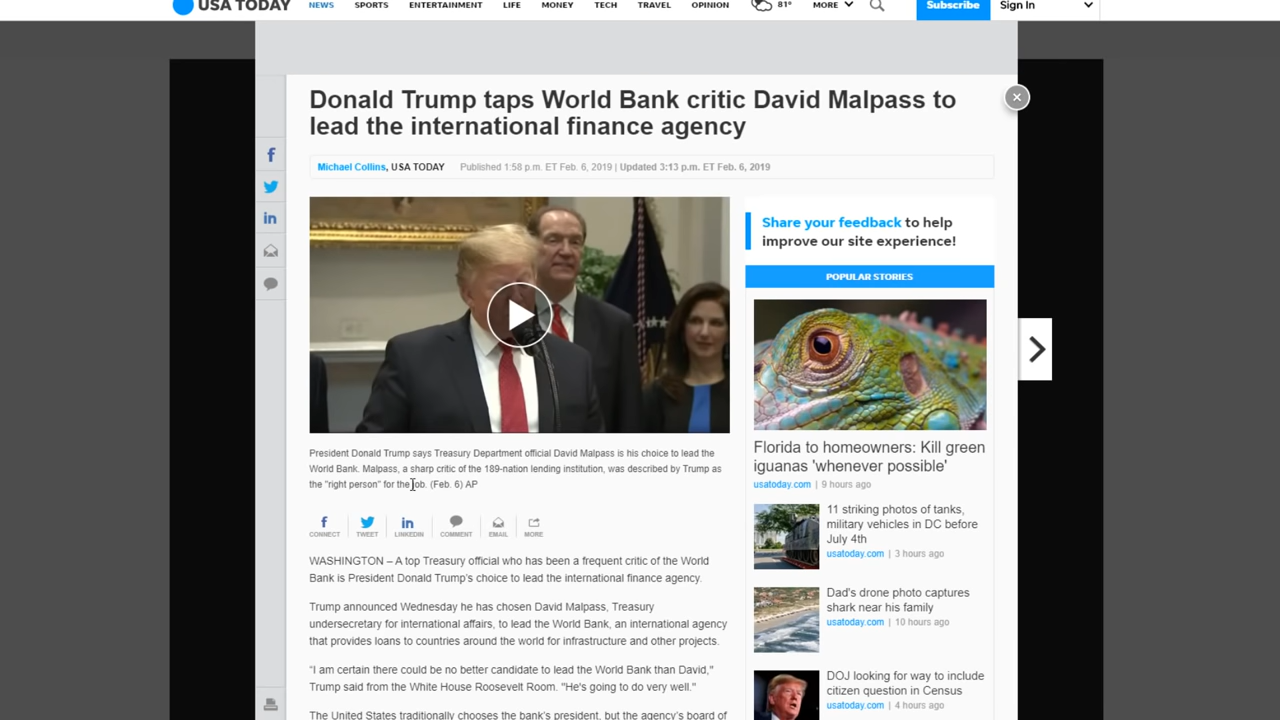 USA TODAY NEWS SPORTS ENTERTAINMENT LIFE MONEY TECH TRAVEL OPINION 81° MORE Subscribe Sign In
Donald Trump taps World Bank critic David Malpass to
lead the international finance agency
Michael Collins, USA TODAY Published 1:58 p.m. ET Feb. 6, 2019 | Updated 3:13 p.m. ET Feb. 6, 2019
President Donald Trump says Treasury Department official David Malpass is his choice to lead the
World Bank. Malpass, a sharp critic of the 189-nation lending institution, was described by Trump as
the "right person" for the job. (Feb. 6) AP
CONNECT TWEET LINKEDIN COMMENT EMAIL MORE
WASHINGTON – A top Treasury official who has been a frequent critic of the World
Bank is President Donald Trump's choice to lead the international finance agency.
Trump announced Wednesday he has chosen David Malpass, Treasury
undersecretary for international affairs, to lead the World Bank, an international agency
that provides loans to countries around the world for infrastructure and other projects.
"I am certain there could be no better candidate to lead the World Bank than David,"
Trump said from the White House Roosevelt Room. "He's going to do very well."
The United States traditionally chooses the bank's president, but the agency's board of
Share your feedback to help
improve our site experience!
POPULAR STORIES
Florida to homeowners: Kill green
iguanas 'whenever possible'
usatoday.com | 9 hours ago
11 striking photos of tanks,
military vehicles in DC before
July 4th
usatoday.com | 3 hours ago
Dad's drone photo captures
shark near his family
usatoday.com | 10 hours ago
DOJ looking for way to include
citizen question in Census
usatoday.com | 4 hours ago